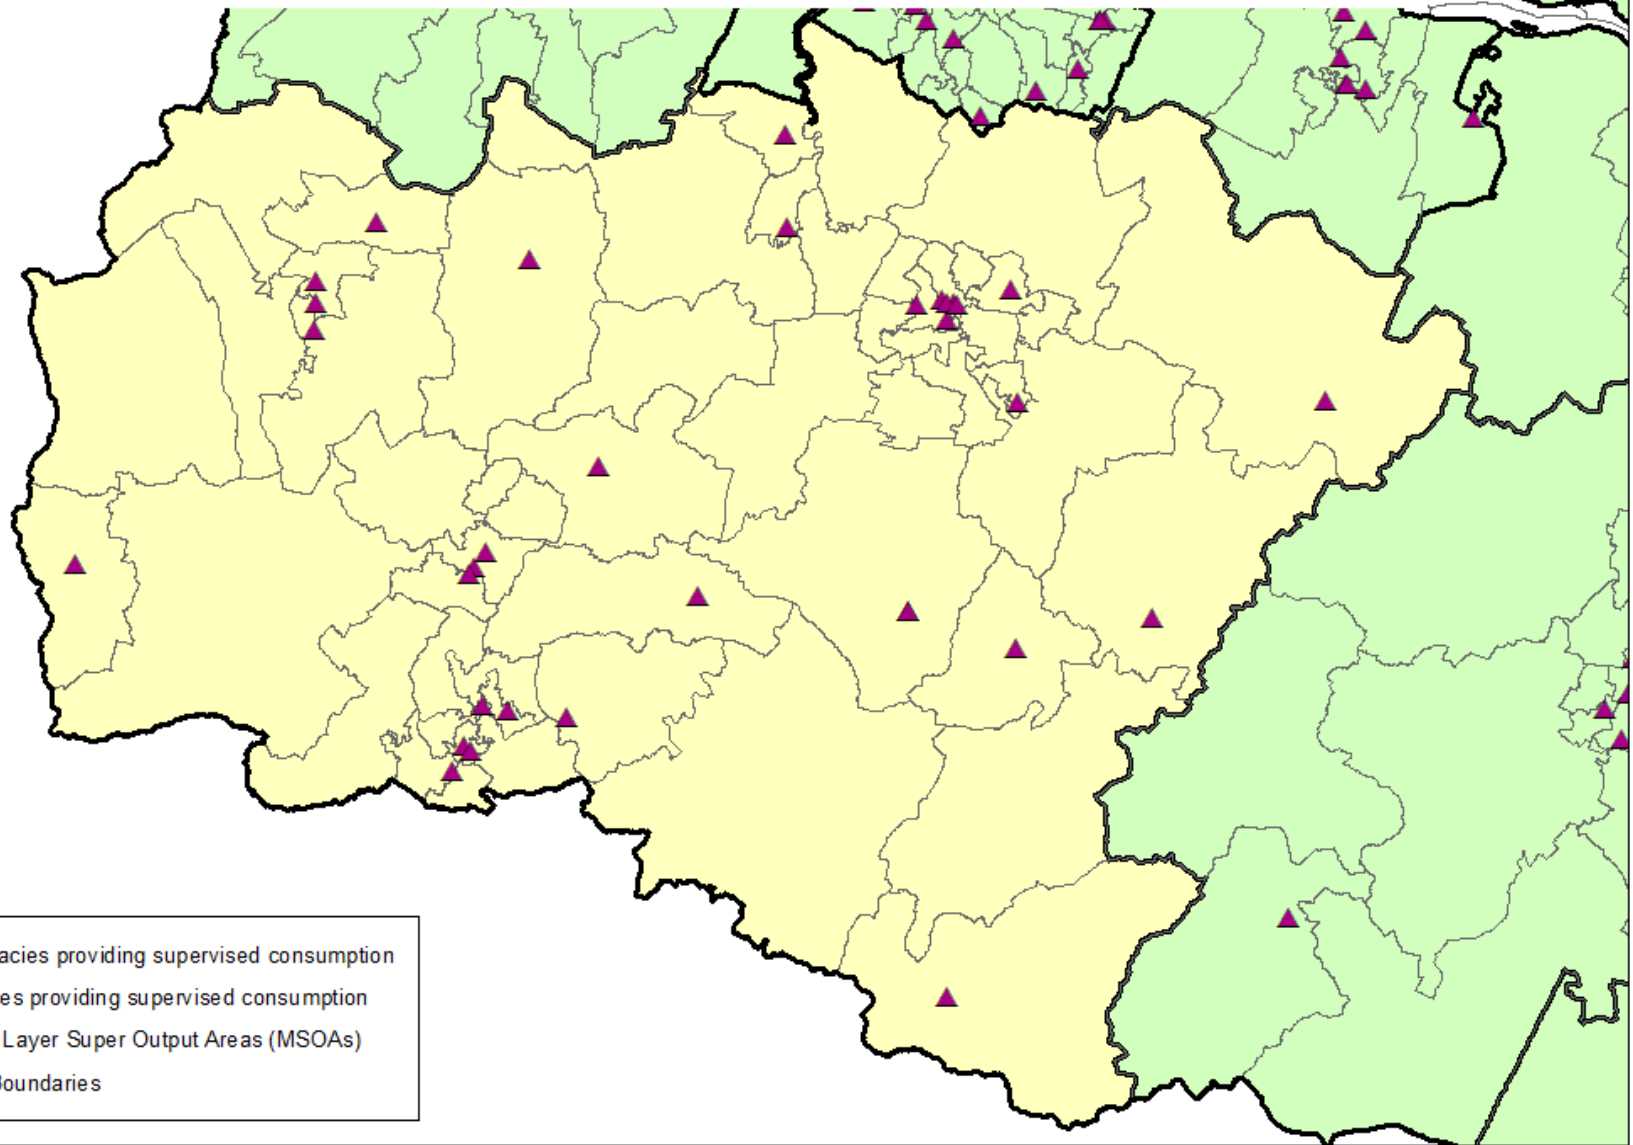 acies providing supervised consumption
es providing supervised consumption
Layer Super Output Areas (MSOAs)
Boundaries